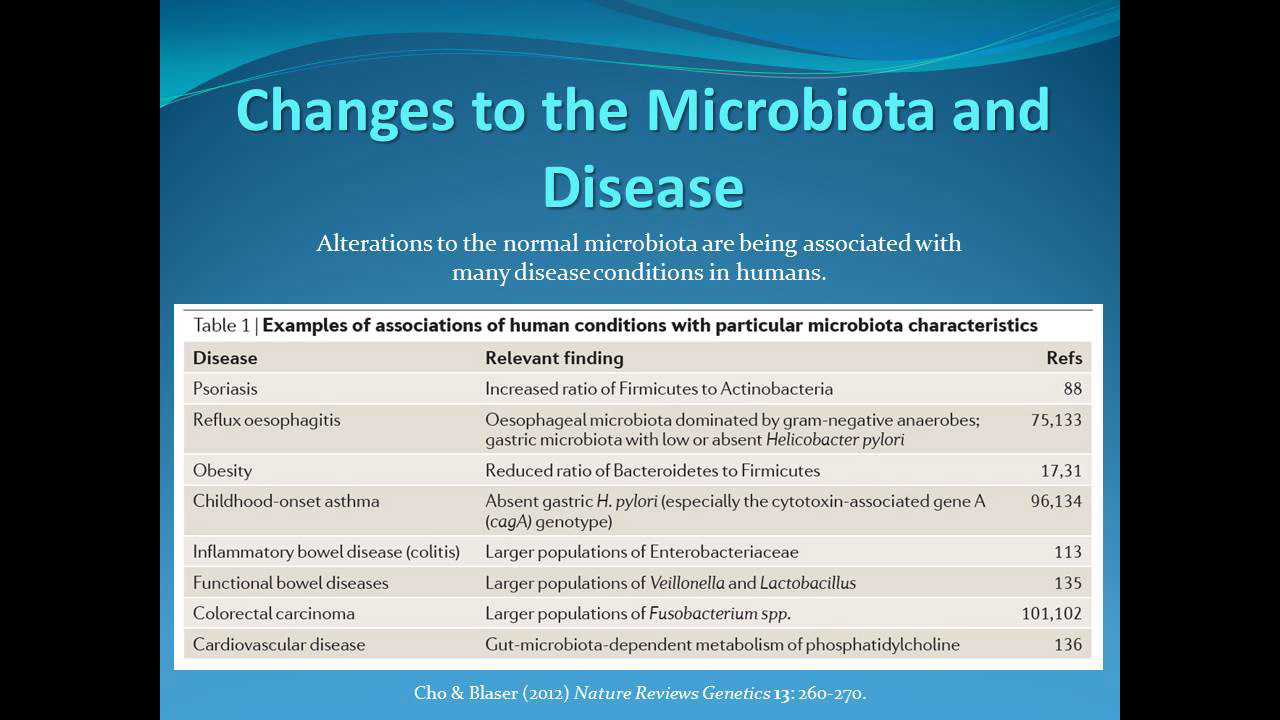 Changes to the Microbiota and
Disease
Alterations to the normal microbiota are being associated with
many disease conditions in humans.
Table 1 | Examples of associations of human conditions with particular microbiota characteristics
Disease Relevant finding Refs
Psoriasis Increased ratio of Firmicutes to Actinobacteria 88
Reflux oesophagitis Oesophageal microbiota dominated by gram-negative anaerobes; 75,133
gastric microbiota with low or absent Helicobacter pylori
Obesity Reduced ratio of Bacteroidetes to Firmicutes 17,31
Childhood-onset asthma Absent gastric H. pylori (especially the cytotoxin-associated gene A 96,134
(cagA) genotype)
Inflammatory bowel disease (colitis) Larger populations of Enterobacteriaceae 113
Functional bowel diseases Larger populations of Veillonella and Lactobacillus 135
Colorectal carcinoma Larger populations of Fusobacterium spp. 101,102
Cardiovascular disease Gut-microbiota-dependent metabolism of phosphatidylcholine 136
Cho & Blaser (2012) Nature Reviews Genetics 13: 260-270.